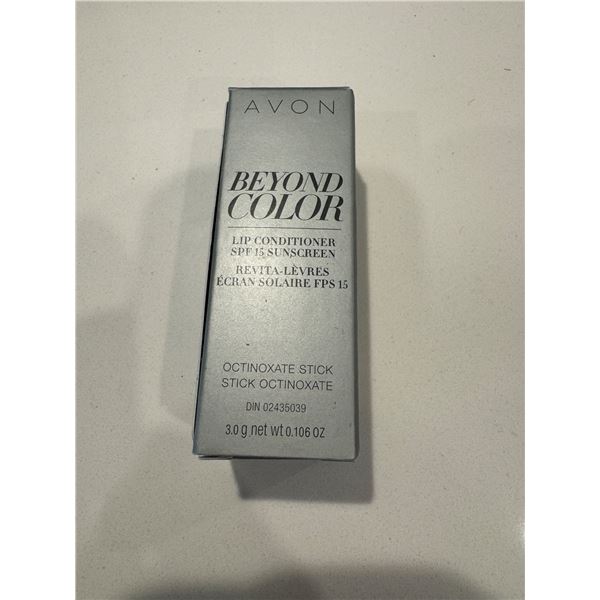 AVON
BEYOND
COLOR
LIP CONDITIONER
SPF 15 SUNSCREEN
REVITA-LÈVRES
ÉCRAN SOLAIRE FPS 15
OCTINOXATE STICK
STICK OCTINOXATE
DIN 02435039
3.0 g net wt 0.106 OZ